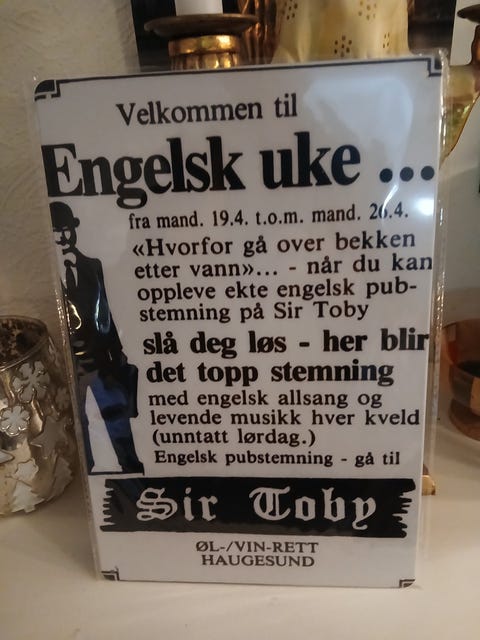 Velkommen til
Engelsk uke ...
fra mand. 19.4. t.o.m. mand. 26.4.
«Hvorfor gå over bekken
etter vann»... - når du kan
oppleve ekte engelsk pub-
stemning på Sir Toby
slå deg løs - her blir
det topp stemning
med engelsk allsang og
levende musikk hver kveld
(unntatt lørdag.)
Engelsk pubstemning - gå til
Sir Toby
ØL-/VIN-RETT
HAUGESUND